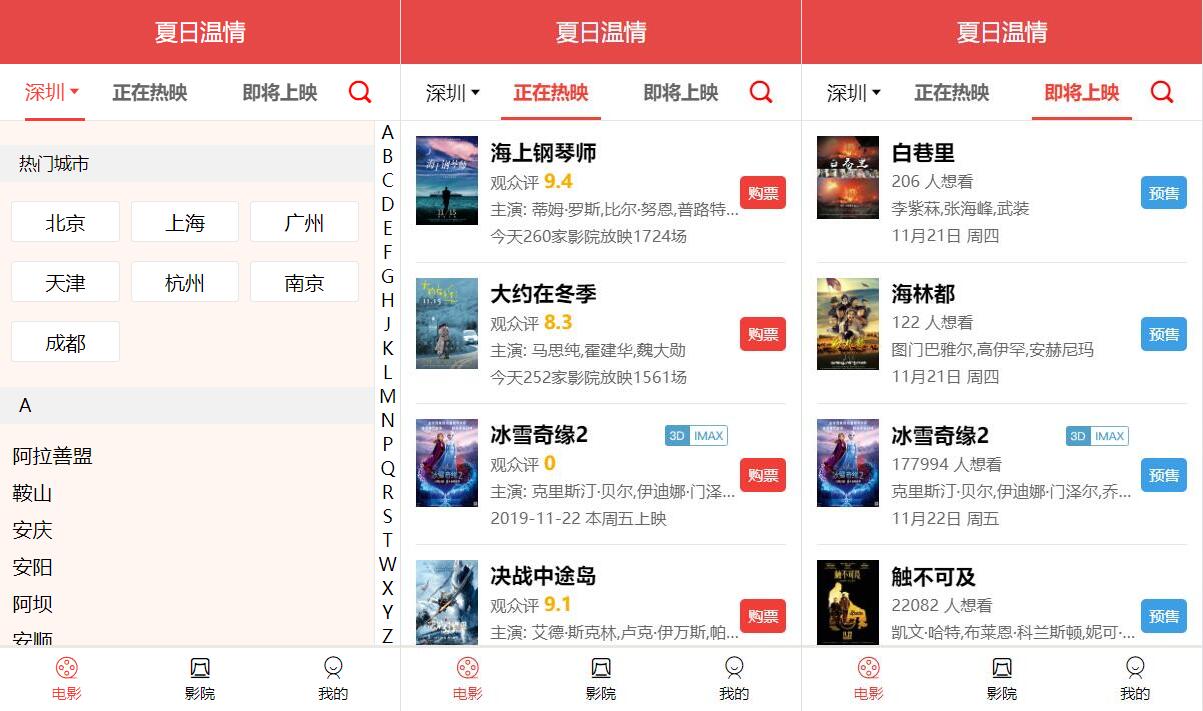 夏日温情
深圳
正在热映
即将上映
热门城市
北京
上海
广州
天津
杭州
南京
成都
A
阿拉善盟
鞍山
安庆
安阳
阿坝
安顺
A
B
C
D
E
F
G
H
J
K
L
M
N
P
Q
R
S
T
W
X
Y
Z
电影
影院
我的
夏日温情
深圳
正在热映
即将上映
海上钢琴师
观众评 9.4
主演: 蒂姆·罗斯,比尔·努恩,普路特...
今天260家影院放映1724场
购票
大约在冬季
观众评 8.3
主演: 马思纯,霍建华,魏大勋
今天252家影院放映1561场
购票
冰雪奇缘2
3D IMAX
观众评 0
主演: 克里斯汀·贝尔,伊迪娜·门泽...
2019-11-22 本周五上映
购票
决战中途岛
观众评 9.1
主演: 艾德·斯克林,卢克·伊万斯,帕...
购票
电影
影院
我的
夏日温情
深圳
正在热映
即将上映
白巷里
206 人想看
李紫菻,张海峰,武装
11月21日 周四
预售
海林都
122 人想看
图门巴雅尔,高伊罕,安赫尼玛
11月21日 周四
预售
冰雪奇缘2
3D IMAX
177994 人想看
克里斯汀·贝尔,伊迪娜·门泽尔,乔...
11月22日 周五
预售
触不可及
22082 人想看
凯文·哈特,布莱恩·科兰斯顿,妮可·...
预售
电影
影院
我的